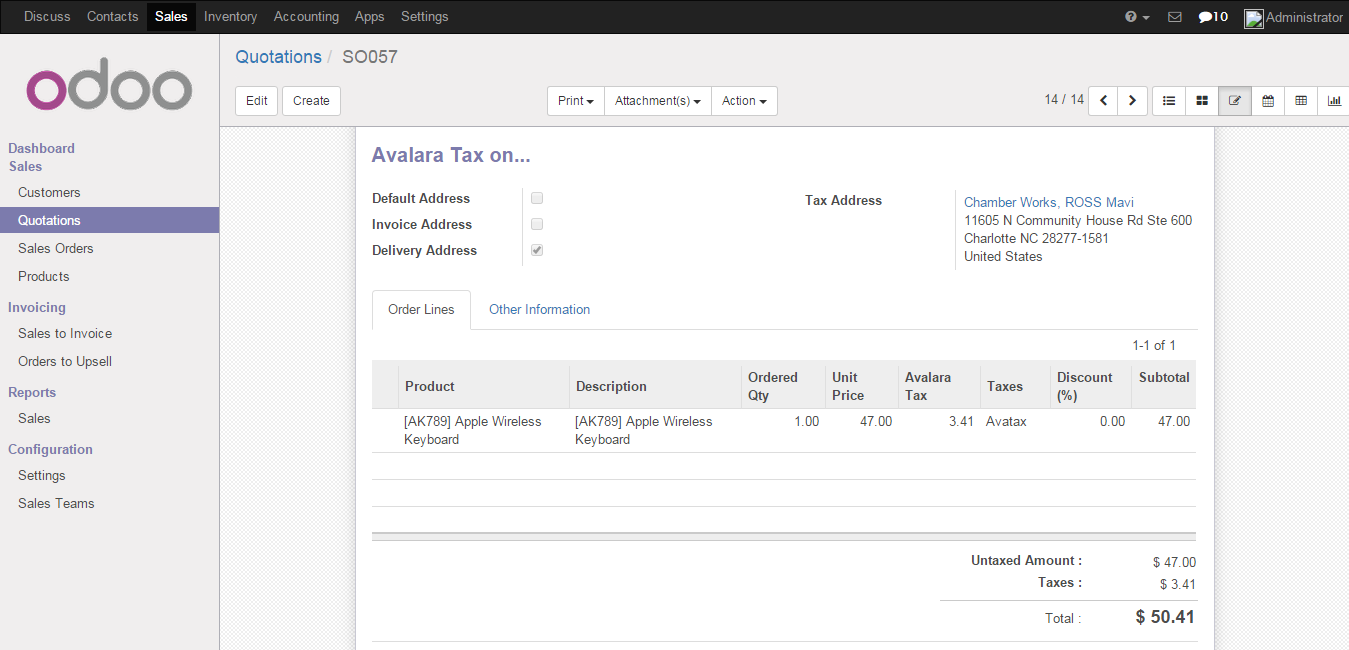 Discuss Contacts Sales Inventory Accounting Apps Settings 10 Administrator
odoo
Quotations / SO057
Edit Create Print Attachment(s) Action 14 / 14
Dashboard
Sales
Customers
Quotations
Sales Orders
Products
Invoicing
Sales to Invoice
Orders to Upsell
Reports
Sales
Configuration
Settings
Sales Teams
Avalara Tax on...
Default Address
Invoice Address
Delivery Address
Tax Address
Chamber Works, ROSS Mavi
11605 N Community House Rd Ste 600
Charlotte NC 28277-1581
United States
Order Lines Other Information
1-1 of 1
Product Description Ordered Qty Unit Price Avalara Tax Taxes Discount (%) Subtotal
[AK789] Apple Wireless Keyboard [AK789] Apple Wireless Keyboard 1.00 47.00 3.41 Avatax 0.00 47.00
Untaxed Amount : $ 47.00
Taxes : $ 3.41
Total : $ 50.41